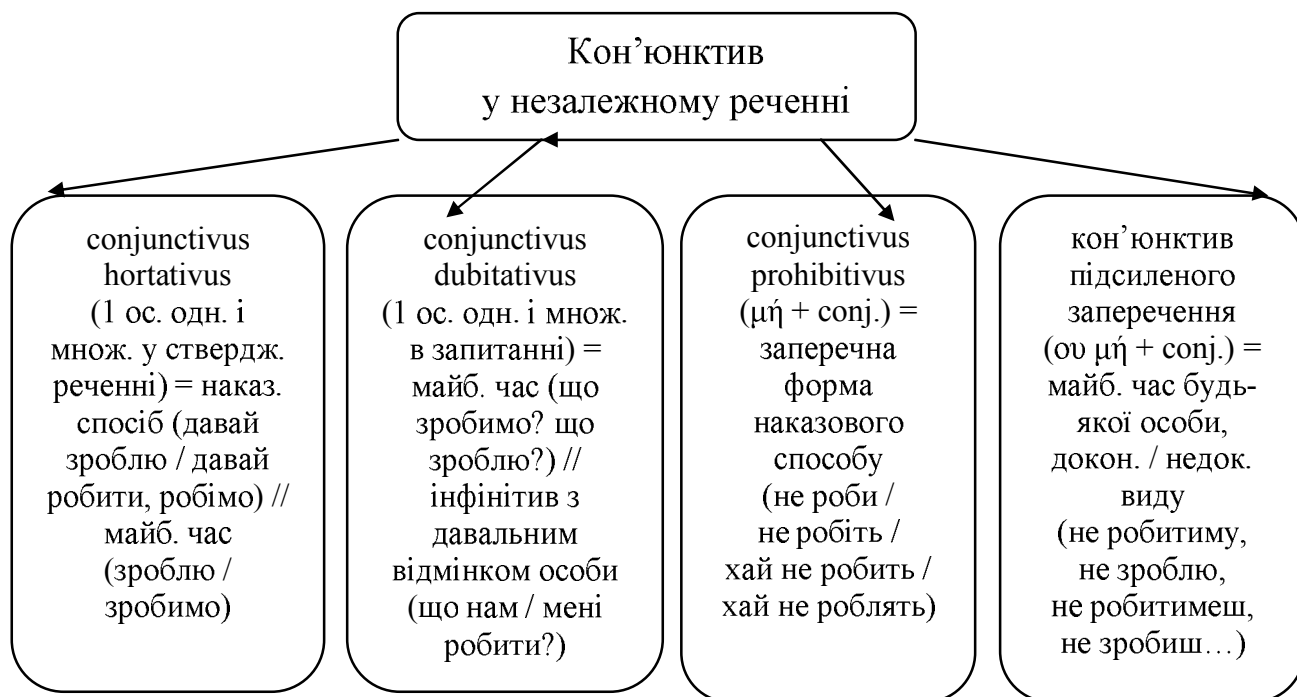 Кон’юнктив
у незалежному реченні
conjunctivus
hortativus
(1 ос. одн. і
множ. у ствердж.
реченні) = наказ.
спосіб (давай
зроблю / давай
робити, робімо) //
майб. час
(зроблю /
зробимо)
conjunctivus
dubitativus
(1 ос. одн. і множ.
в запитанні) =
майб. час (що
зробимо? що
зроблю?) //
інфінітив з
давальним
відмінком особи
(що нам / мені
робити?)
conjunctivus
prohibitivus
(μή + conj.) =
заперечна
форма
наказового
способу
(не роби /
не робіть /
хай не робить /
хай не роблять)
кон’юнктив
підсиленого
заперечення
(ου μή + conj.) =
майб. час будь-
якої особи,
докон. / недок.
виду
(не робитиму,
не зроблю,
не робитимеш,
не зробиш…)